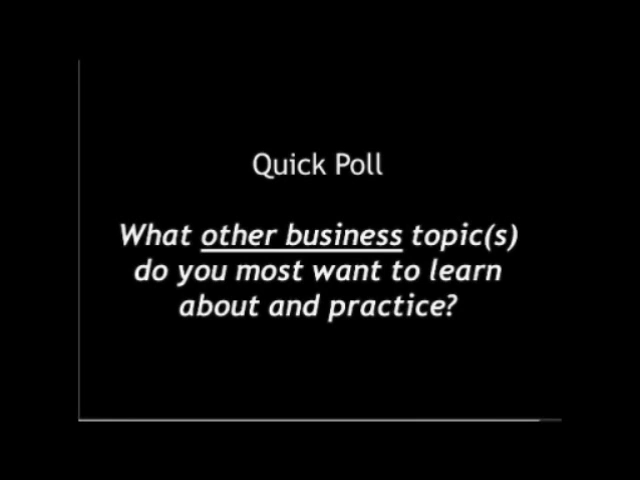 Quick Poll
What other business topic(s)
do you most want to learn
about and practice?